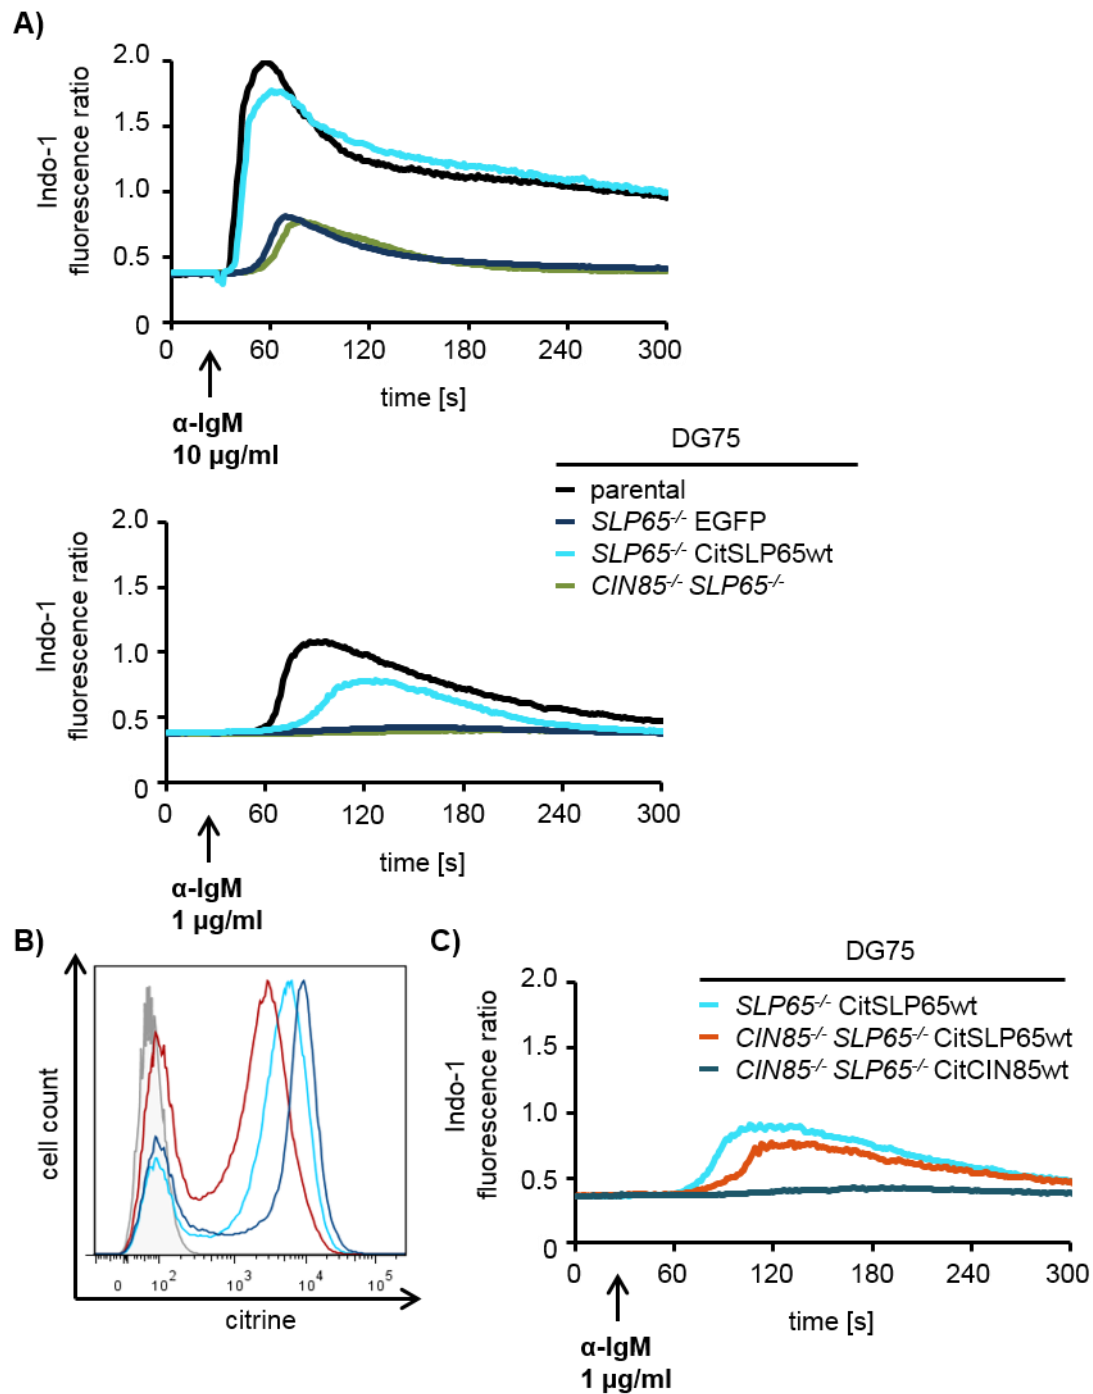 A)
2.0
1.5
1.0
0.5
0
Indo-1
fluorescence ratio
0 60 120 180 240 300
time [s]
α-IgM
10 µg/ml
DG75
parental
SLP65-/- EGFP
SLP65-/- CitSLP65wt
CIN85-/- SLP65-/-
2.0
1.5
1.0
0.5
0
Indo-1
fluorescence ratio
0 60 120 180 240 300
time [s]
α-IgM
1 µg/ml
B)
cell count
0 10² 10³ 10⁴ 10⁵
citrine
C)
DG75
SLP65-/- CitSLP65wt
CIN85-/- SLP65-/- CitSLP65wt
CIN85-/- SLP65-/- CitCIN85wt
2.0
1.5
1.0
0.5
0
Indo-1
fluorescence ratio
0 60 120 180 240 300
time [s]
α-IgM
1 µg/ml